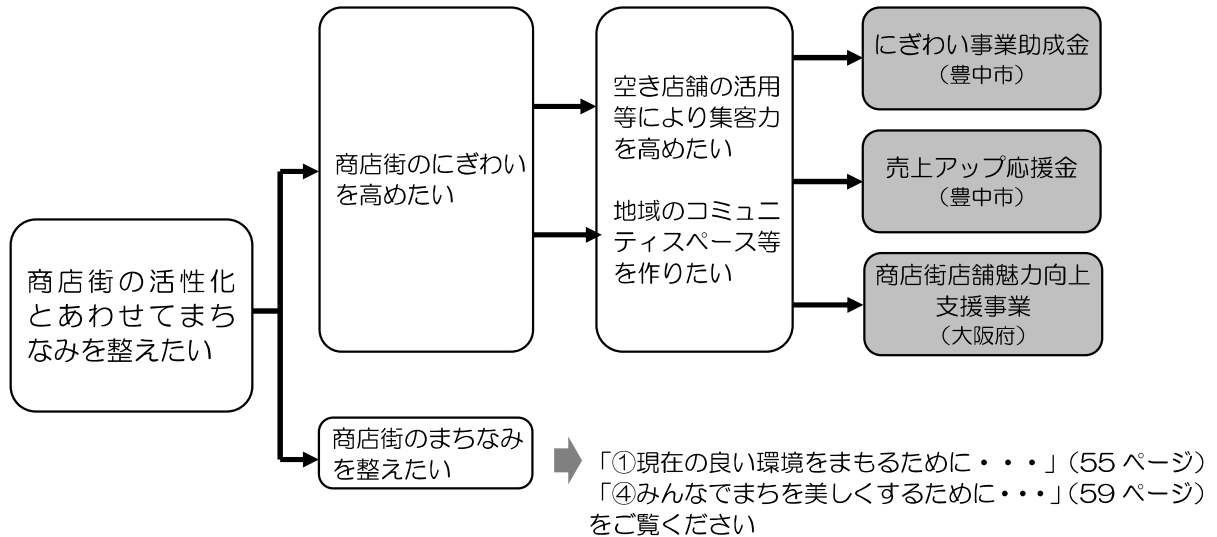 商店街の活性化
とあわせてまち
なみを整えたい
商店街のにぎわい
を高めたい
空き店舗の活用
等により集客力
を高めたい
地域のコミュニ
ティスペース等
を作りたい
にぎわい事業助成金
（豊中市）
売上アップ応援金
（豊中市）
商店街店舗魅力向上
支援事業
（大阪府）
商店街のまちなみ
を整えたい
「①現在の良い環境をまもるために・・・」（55 ページ）
「④みんなでまちを美しくするために・・・」（59 ページ）
をご覧ください